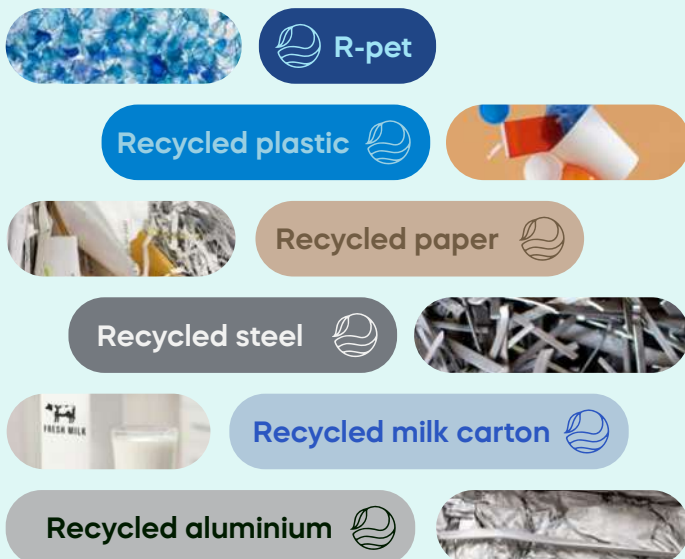 R-pet
Recycled plastic
Recycled paper
Recycled steel
FRESH MILK
Recycled milk carton
Recycled aluminium